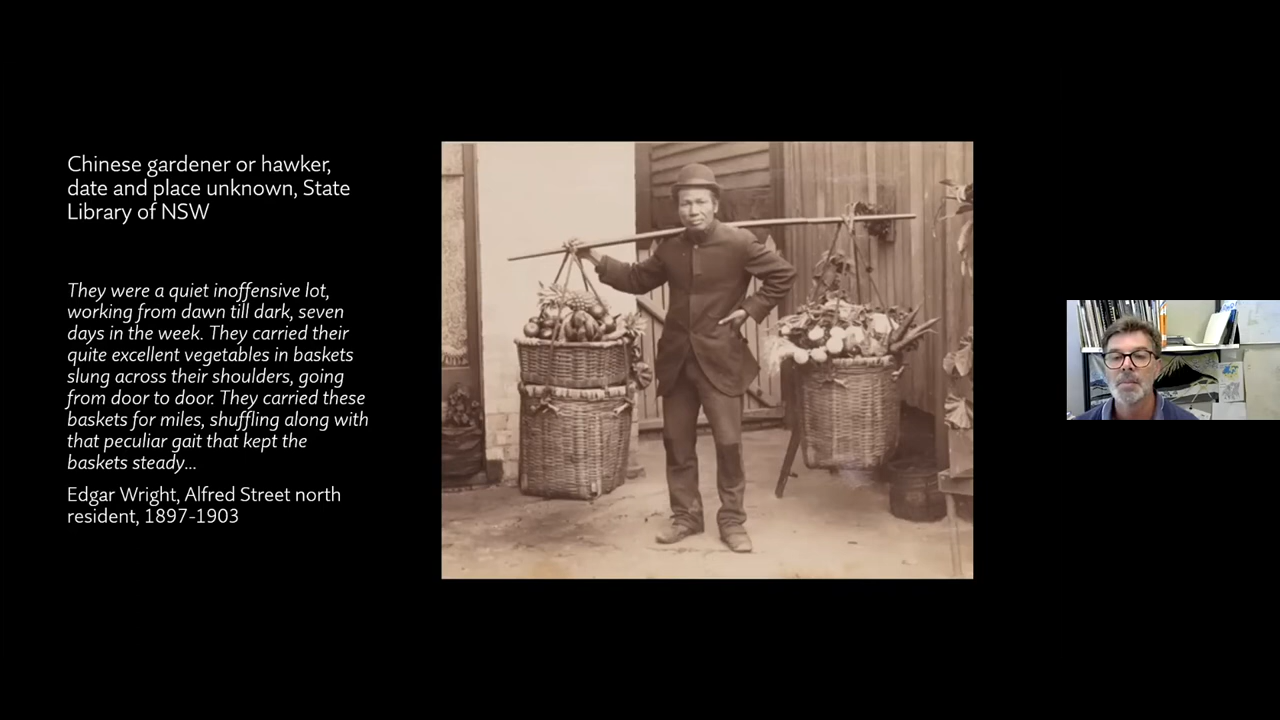 Chinese gardener or hawker,
date and place unknown, State
Library of NSW
They were a quiet inoffensive lot,
working from dawn till dark, seven
days in the week. They carried their
quite excellent vegetables in baskets
slung across their shoulders, going
from door to door. They carried these
baskets for miles, shuffling along with
that peculiar gait that kept the
baskets steady...
Edgar Wright, Alfred Street north
resident, 1897-1903